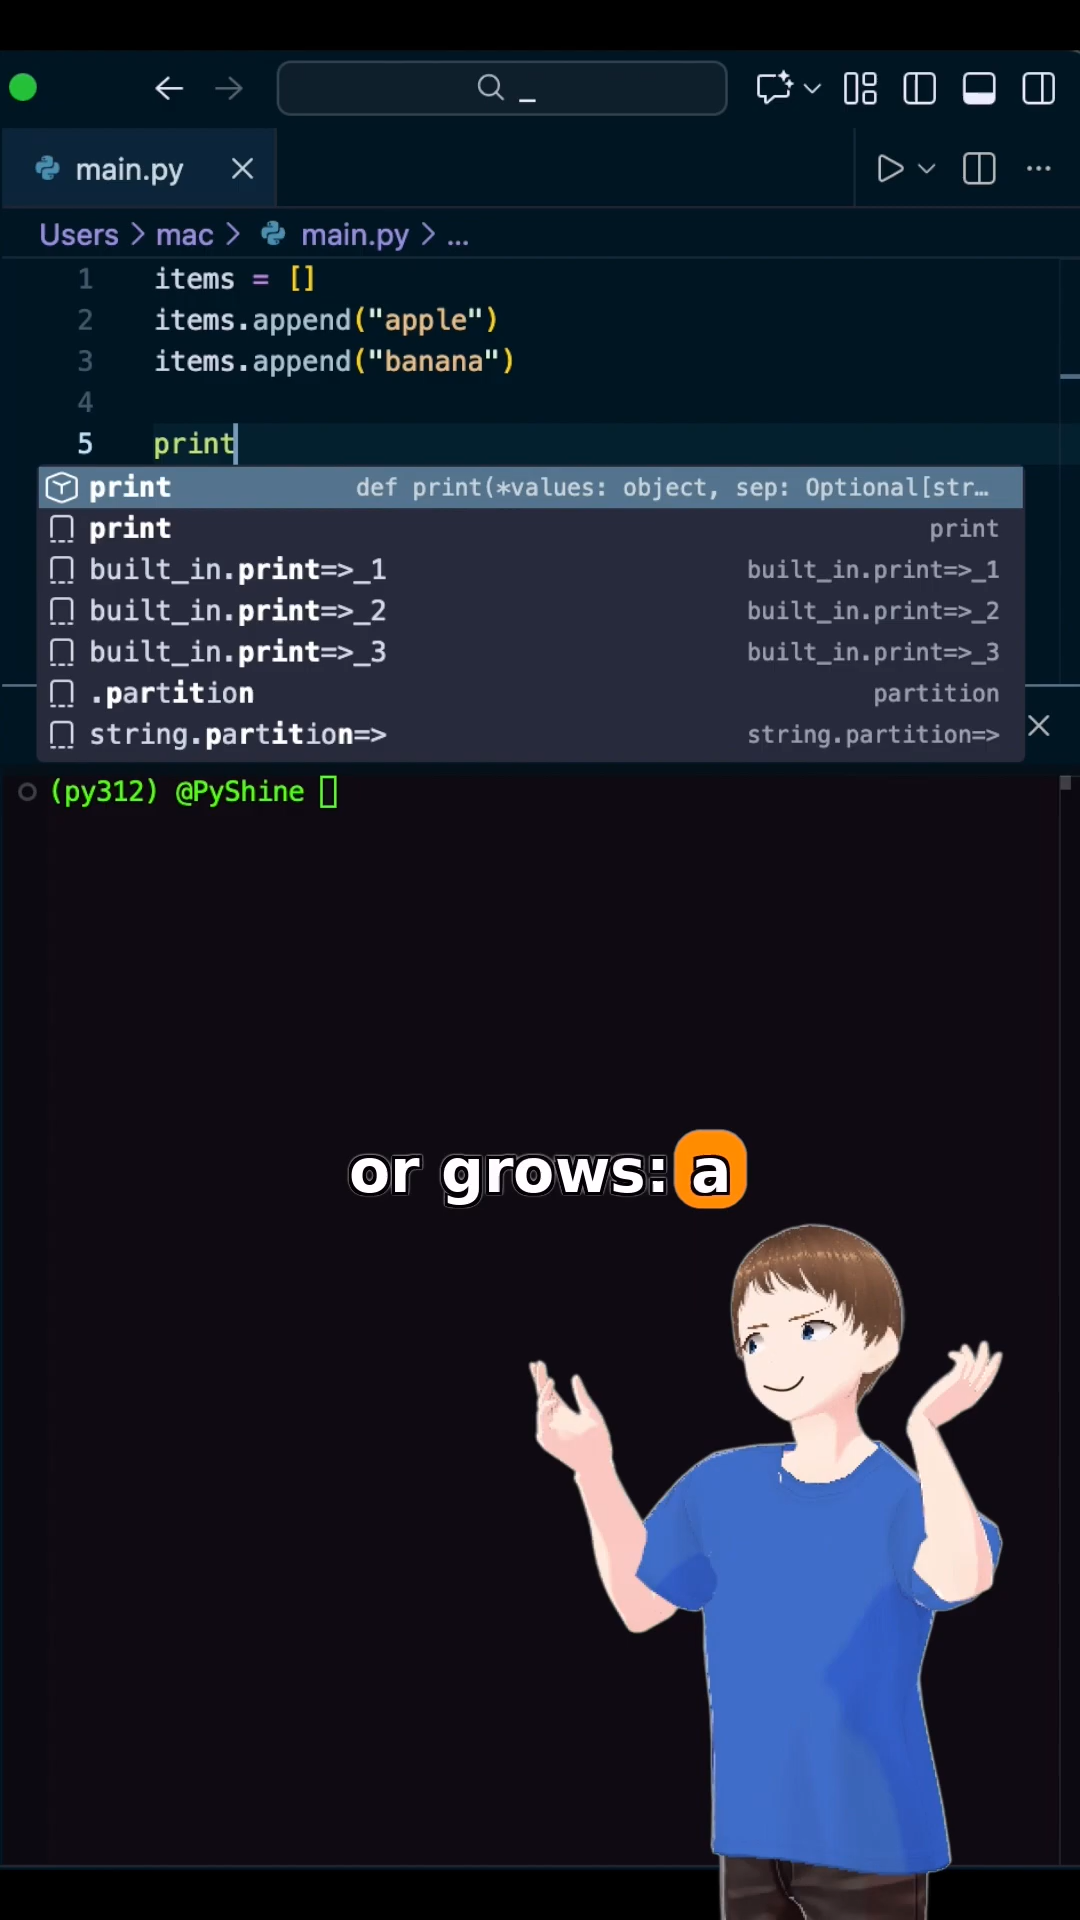 _
main.py
Users > mac > main.py > ...
1 items = []
2 items.append("apple")
3 items.append("banana")
4
5 print
print def print(*values: object, sep: Optional[str…
print print
built_in.print=>_1 built_in.print=>_1
built_in.print=>_2 built_in.print=>_2
built_in.print=>_3 built_in.print=>_3
.partition partition
string.partition=> string.partition=>
(py312) @PyShine
or grows: a